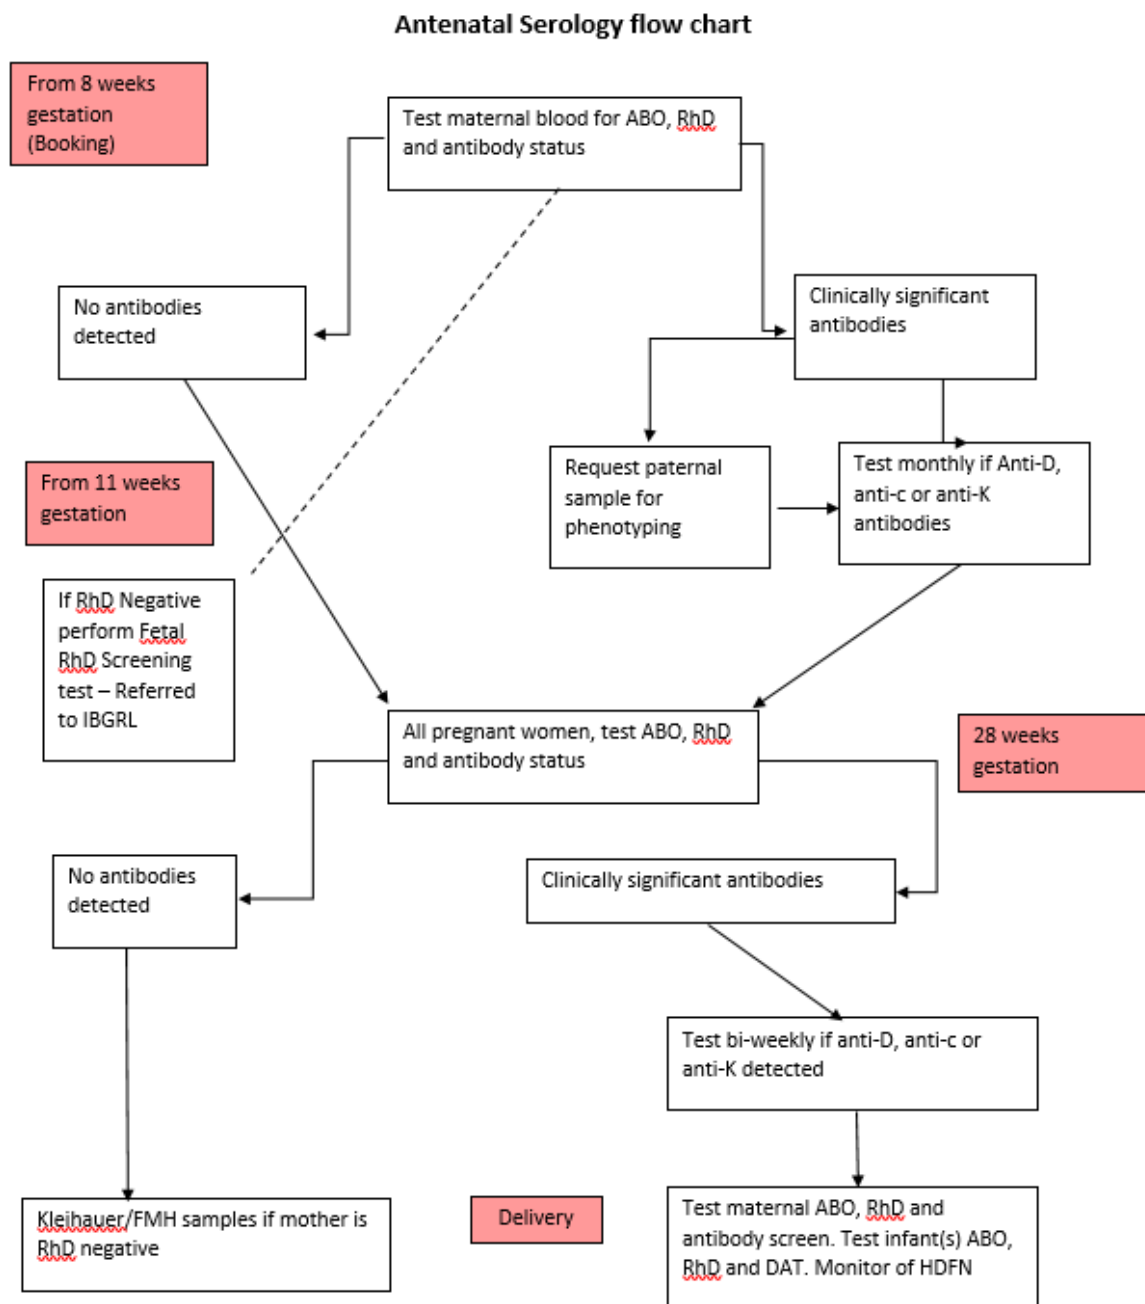 Antenatal Serology flow chart
From 8 weeks
gestation
(Booking)
Test maternal blood for ABO, RhD
and antibody status
No antibodies
detected
Clinically significant
antibodies
From 11 weeks
gestation
Request paternal
sample for
phenotyping
Test monthly if Anti-D,
anti-c or anti-K
antibodies
If RhD Negative
perform Fetal
RhD Screening
test – Referred
to IBGRL
All pregnant women, test ABO, RhD
and antibody status
28 weeks
gestation
No antibodies
detected
Clinically significant antibodies
Test bi-weekly if anti-D, anti-c or
anti-K detected
Kleihauer/FMH samples if mother is
RhD negative
Delivery
Test maternal ABO, RhD and
antibody screen. Test infant(s) ABO,
RhD and DAT. Monitor of HDFN